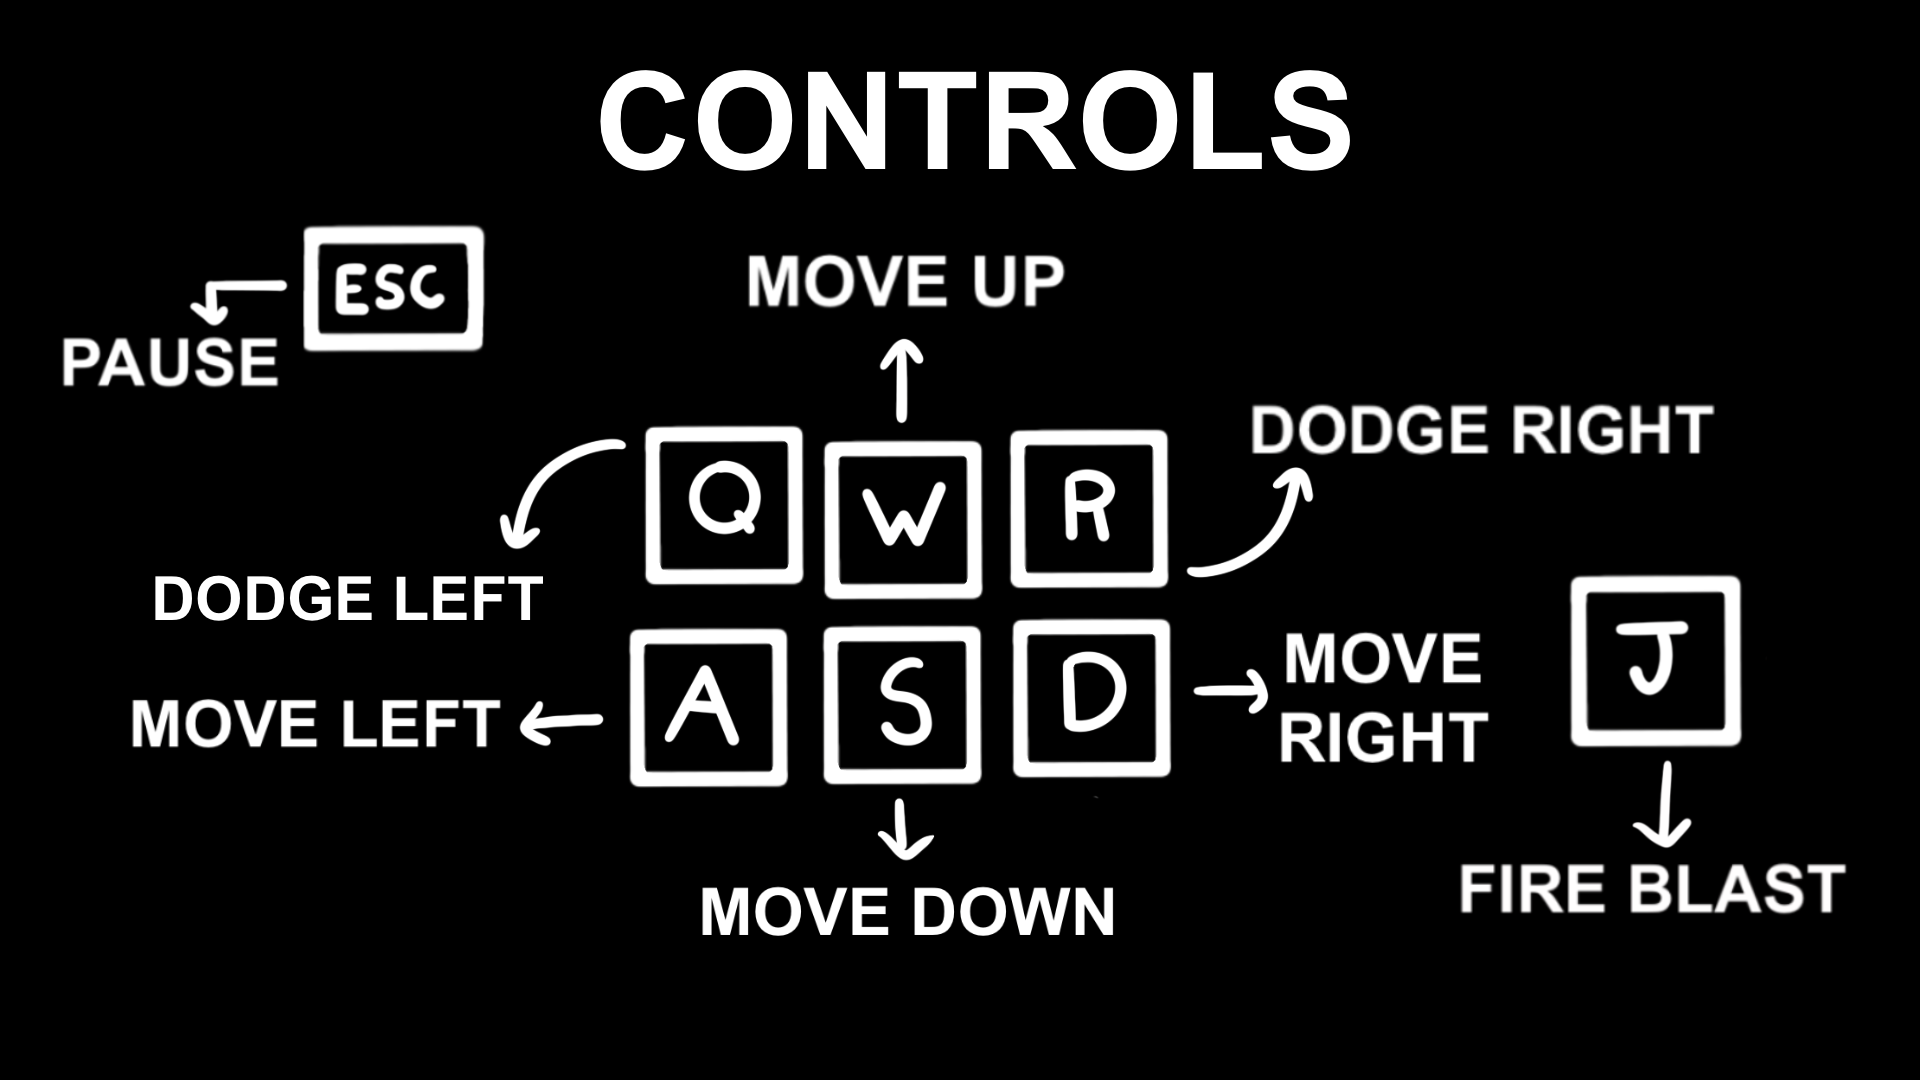 CONTROLS
ESC
PAUSE
MOVE UP
Q
W
R
DODGE RIGHT
DODGE LEFT
A
S
D
MOVE
RIGHT
J
MOVE LEFT
MOVE DOWN
FIRE BLAST